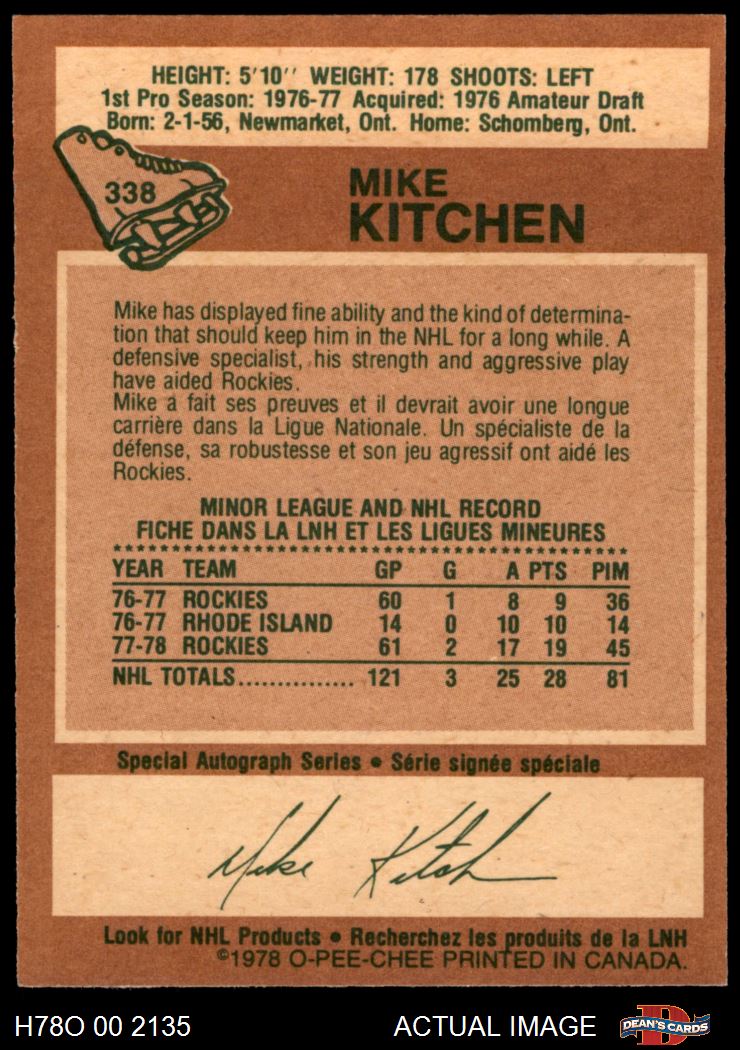 HEIGHT: 5'10'' WEIGHT: 178 SHOOTS: LEFT
1st Pro Season: 1976-77 Acquired: 1976 Amateur Draft
Born: 2-1-56, Newmarket, Ont. Home: Schomberg, Ont.
338
MIKE
KITCHEN
Mike has displayed fine ability and the kind of determina-
tion that should keep him in the NHL for a long while. A
defensive specialist, his strength and aggressive play
have aided Rockies.
Mike a fait ses preuves et il devrait avoir une longue
carrière dans la Ligue Nationale. Un spécialiste de la
défense, sa robustesse et son jeu agressif ont aidé les
Rockies.
MINOR LEAGUE AND NHL RECORD
FICHE DANS LA LNH ET LES LIGUES MINEURES
YEAR TEAM GP G A PTS PIM
76-77 ROCKIES 60 1 8 9 36
76-77 RHODE ISLAND 14 0 10 10 14
77-78 ROCKIES 61 2 17 19 45
NHL TOTALS............... 121 3 25 28 81
Special Autograph Series • Série signée spéciale
Mike Kitch
Look for NHL Products • Recherchez les produits de la LNH
©1978 O-PEE-CHEE PRINTED IN CANADA.
H78O 00 2135 ACTUAL IMAGE D DEAN'S CARDS